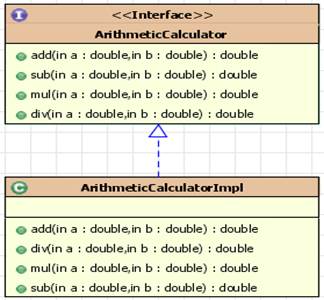 I
<<Interface>>
ArithmeticCalculator
add(in a : double,in b : double) : double
sub(in a : double,in b : double) : double
mul(in a : double,in b : double) : double
div(in a : double,in b : double) : double
C
ArithmeticCalculatorImpl
add(in a : double,in b : double) : double
div(in a : double,in b : double) : double
mul(in a : double,in b : double) : double
sub(in a : double,in b : double) : double